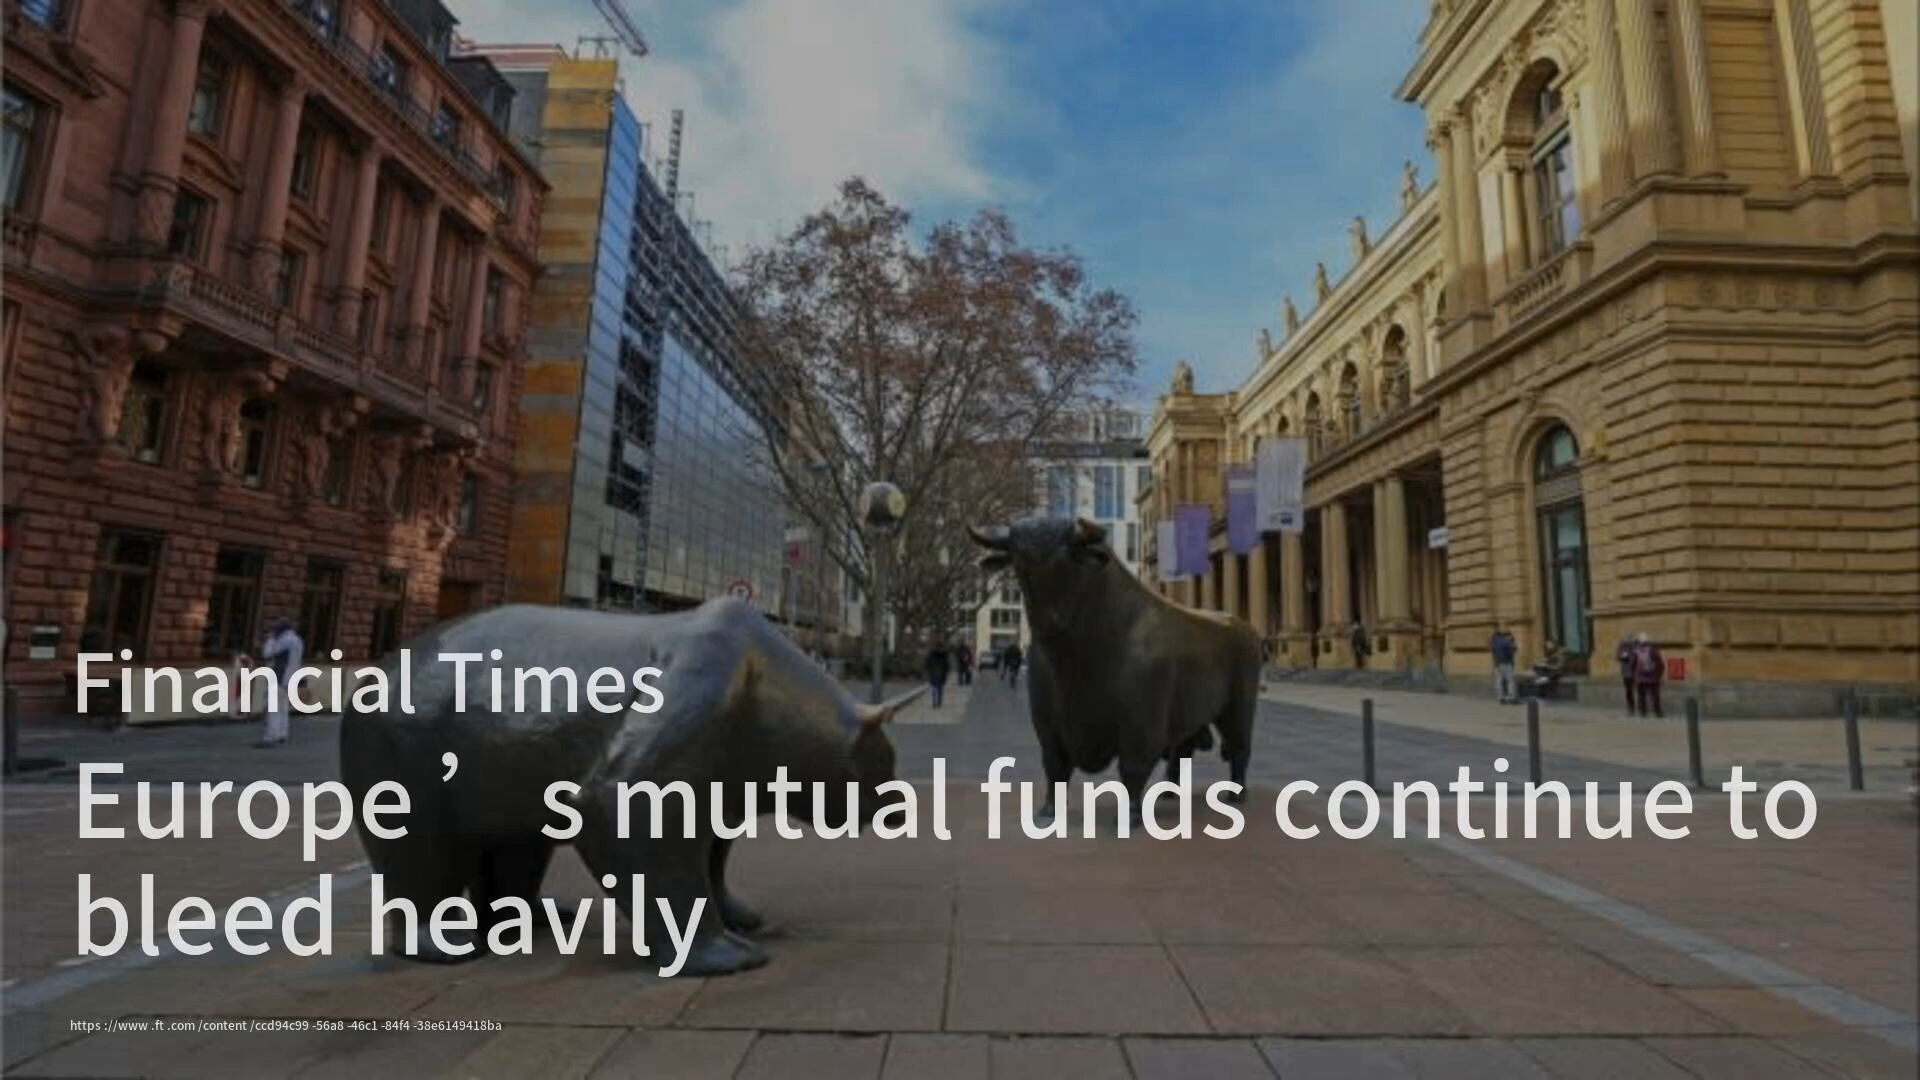 Financial Times
Europe’s mutual funds continue to
bleed heavily
https://www.ft.com/content/ccd94c99-56a8-46c1-84f4-38e6149418ba